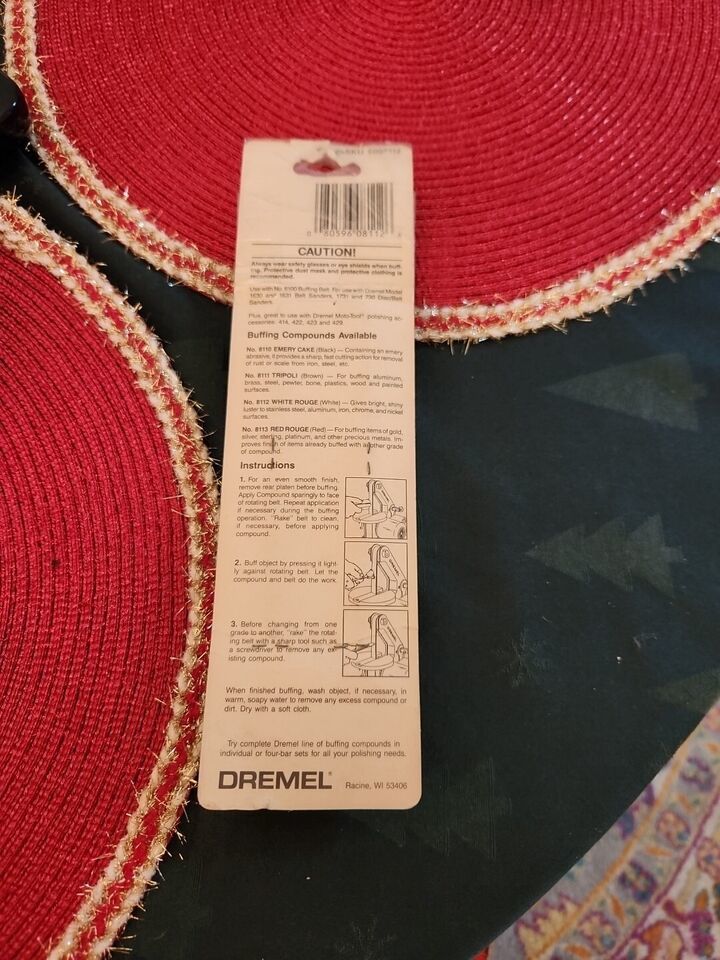 0 80596 08112
CAUTION!
Always wear safety glasses or eye shields when buff-
ing. Protective dust mask and protective clothing is
recommended.
Use with No. 8100 Buffing Belt. For use with Dremel Model
1630 and 1631 Belt Sanders, 1731 and 730 Disc/Belt
Sanders.
Plus, great to use with Dremel Moto-Tool® polishing ac-
cessories: 414, 422, 423 and 429.
Buffing Compounds Available
No. 8110 EMERY CAKE (Black) — Containing an emery
abrasive, it provides a sharp, fast cutting action for removal
of rust or scale from iron, steel, etc.
No. 8111 TRIPOLI (Brown) — For buffing aluminum,
brass, steel, pewter, bone, plastics, wood and painted
surfaces.
No. 8112 WHITE ROUGE (White) — Gives bright, shiny
luster to stainless steel, aluminum, iron, chrome, and nickel
surfaces.
No. 8113 RED ROUGE (Red) — For buffing items of gold,
silver, sterling, platinum, and other precious metals. Im-
proves finish of items already buffed with another grade
of compound.
Instructions
1. For an even smooth finish,
remove rear platen before buffing.
Apply Compound sparingly to face
of rotating belt. Repeat application
if necessary during the buffing
operation. "Rake" belt to clean,
if necessary, before applying
compound.
2. Buff object by pressing it light-
ly against rotating belt. Let the
compound and belt do the work.
3. Before changing from one
grade to another, "rake" the rotat-
ing belt with a sharp tool such as
a screwdriver to remove any ex-
isting compound.
When finished buffing, wash object, if necessary, in
warm, soapy water to remove any excess compound or
dirt. Dry with a soft cloth.
Try complete Dremel line of buffing compounds in
individual or four-bar sets for all your polishing needs.
DREMEL® Racine, WI 53406